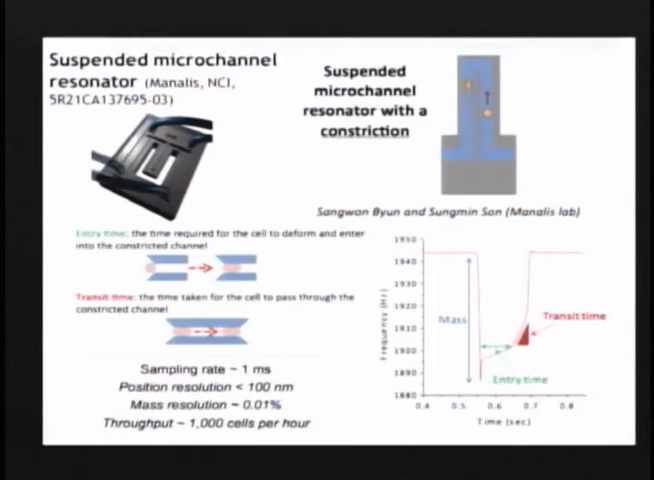 Suspended microchannel
resonator (Manalis, NCI,
5R21CA137695-03)
Suspended
microchannel
resonator with a
constriction
Sangwon Byun and Sungmin Son (Manalis lab)
Entry time: the time required for the cell to deform and enter
into the constricted channel
Transit time: the time taken for the cell to pass through the
constricted channel
Sampling rate ~ 1 ms
Position resolution < 100 nm
Mass resolution ~ 0.01%
Throughput ~ 1,000 cells per hour
Frequency (Hz)
1950
1940
1930
1920
1910
1900
1890
1880
Mass
Transit time
Entry time
0.4 0.5 0.6 0.7 0.8
Time (sec)